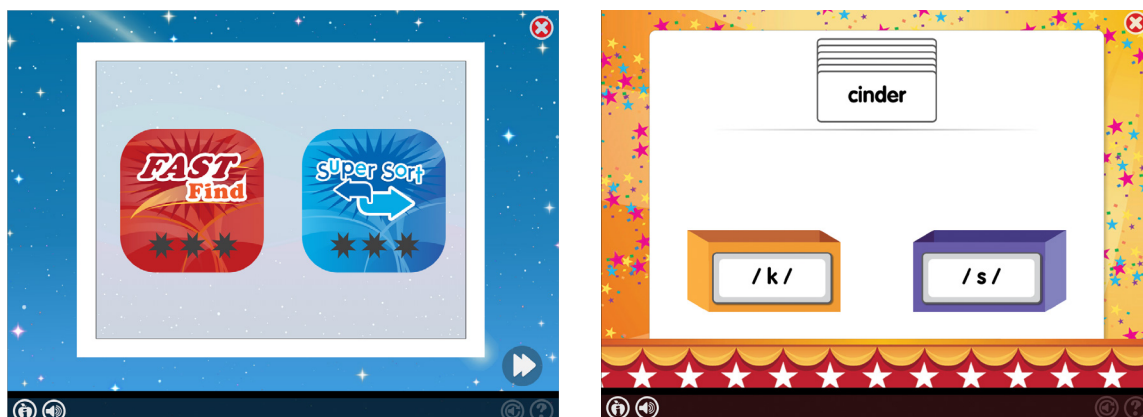 FAST
Find
Super Sort
cinder
/ k /
/ s /